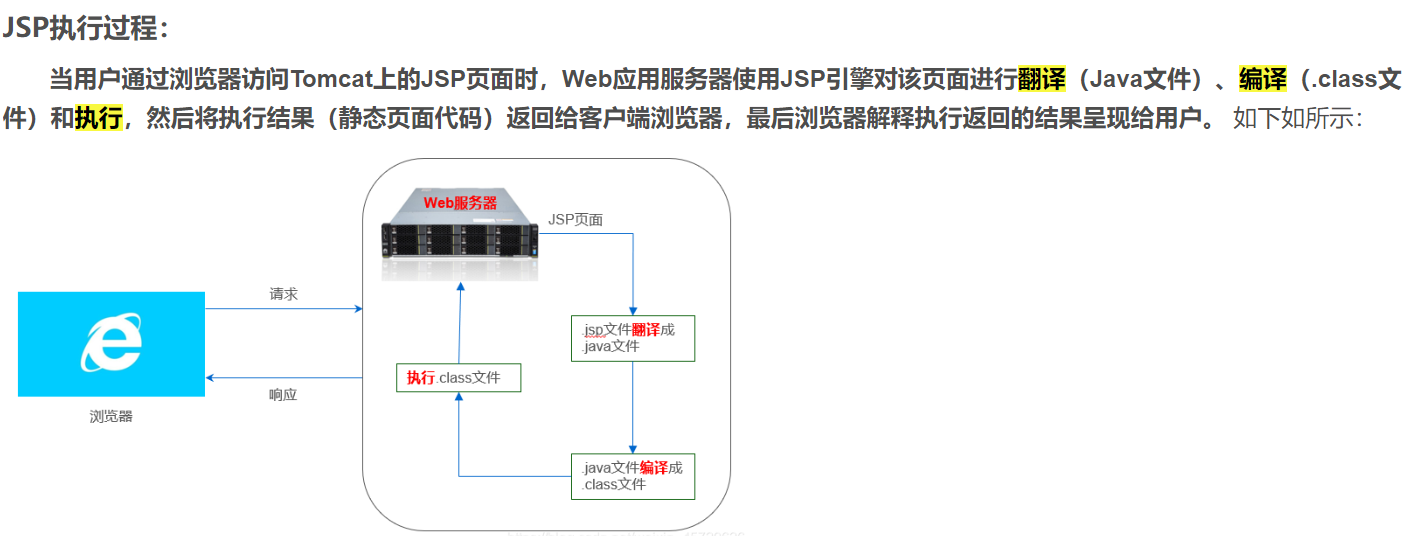 JSP执行过程：
当用户通过浏览器访问Tomcat上的JSP页面时，Web应用服务器使用JSP引擎对该页面进行翻译（Java文件）、编译（.class文
件）和执行，然后将执行结果（静态页面代码）返回给客户端浏览器，最后浏览器解释执行返回的结果呈现给用户。 如下如所示：
Web服务器
JSP页面
请求
.jsp文件翻译成
.java文件
执行.class文件
响应
浏览器
.java文件编译成
.class文件